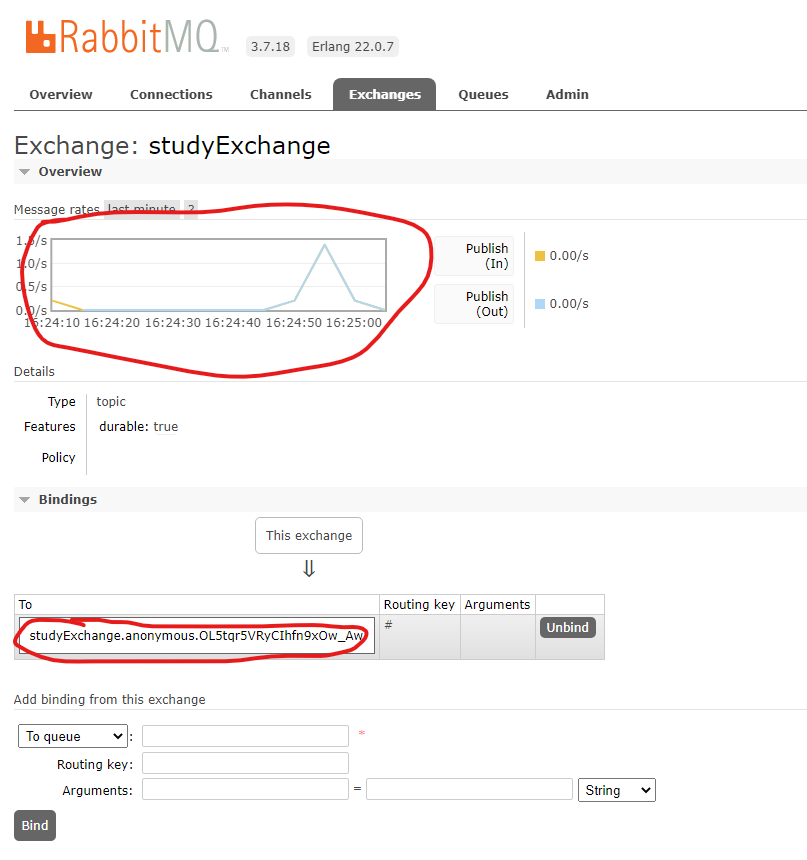 RabbitMQ TM 3.7.18 Erlang 22.0.7
Overview Connections Channels Exchanges Queues Admin
Exchange: studyExchange
Overview
Message rates last minute ?
1.5/s
1.0/s
0.5/s
0.0/s
16:24:10 16:24:20 16:24:30 16:24:40 16:24:50 16:25:00
Publish
(In)
0.00/s
Publish
(Out)
0.00/s
Details
Type topic
Features durable: true
Policy
Bindings
This exchange
⇓
To Routing key Arguments
studyExchange.anonymous.OL5tqr5VRyCIhfn9xOw_Aw # Unbind
Add binding from this exchange
To queue : *
Routing key:
Arguments: = String
Bind